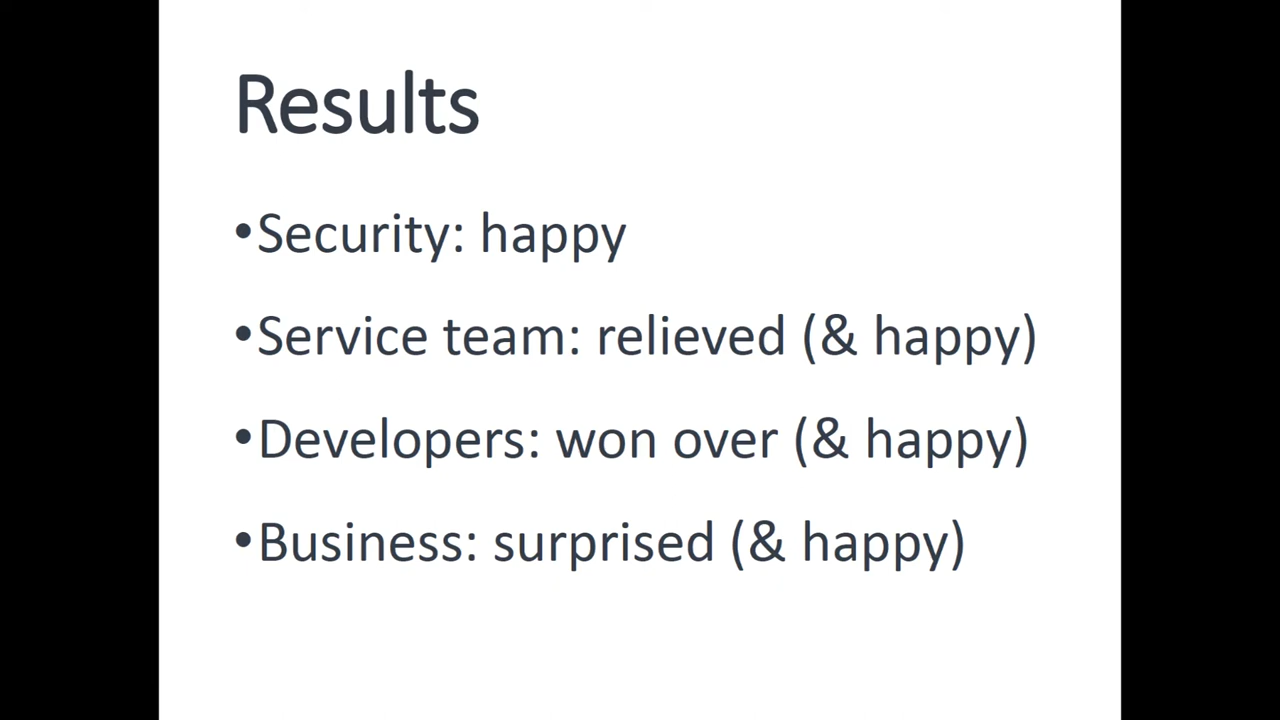 Results
•Security: happy
•Service team: relieved (& happy)
•Developers: won over (& happy)
•Business: surprised (& happy)